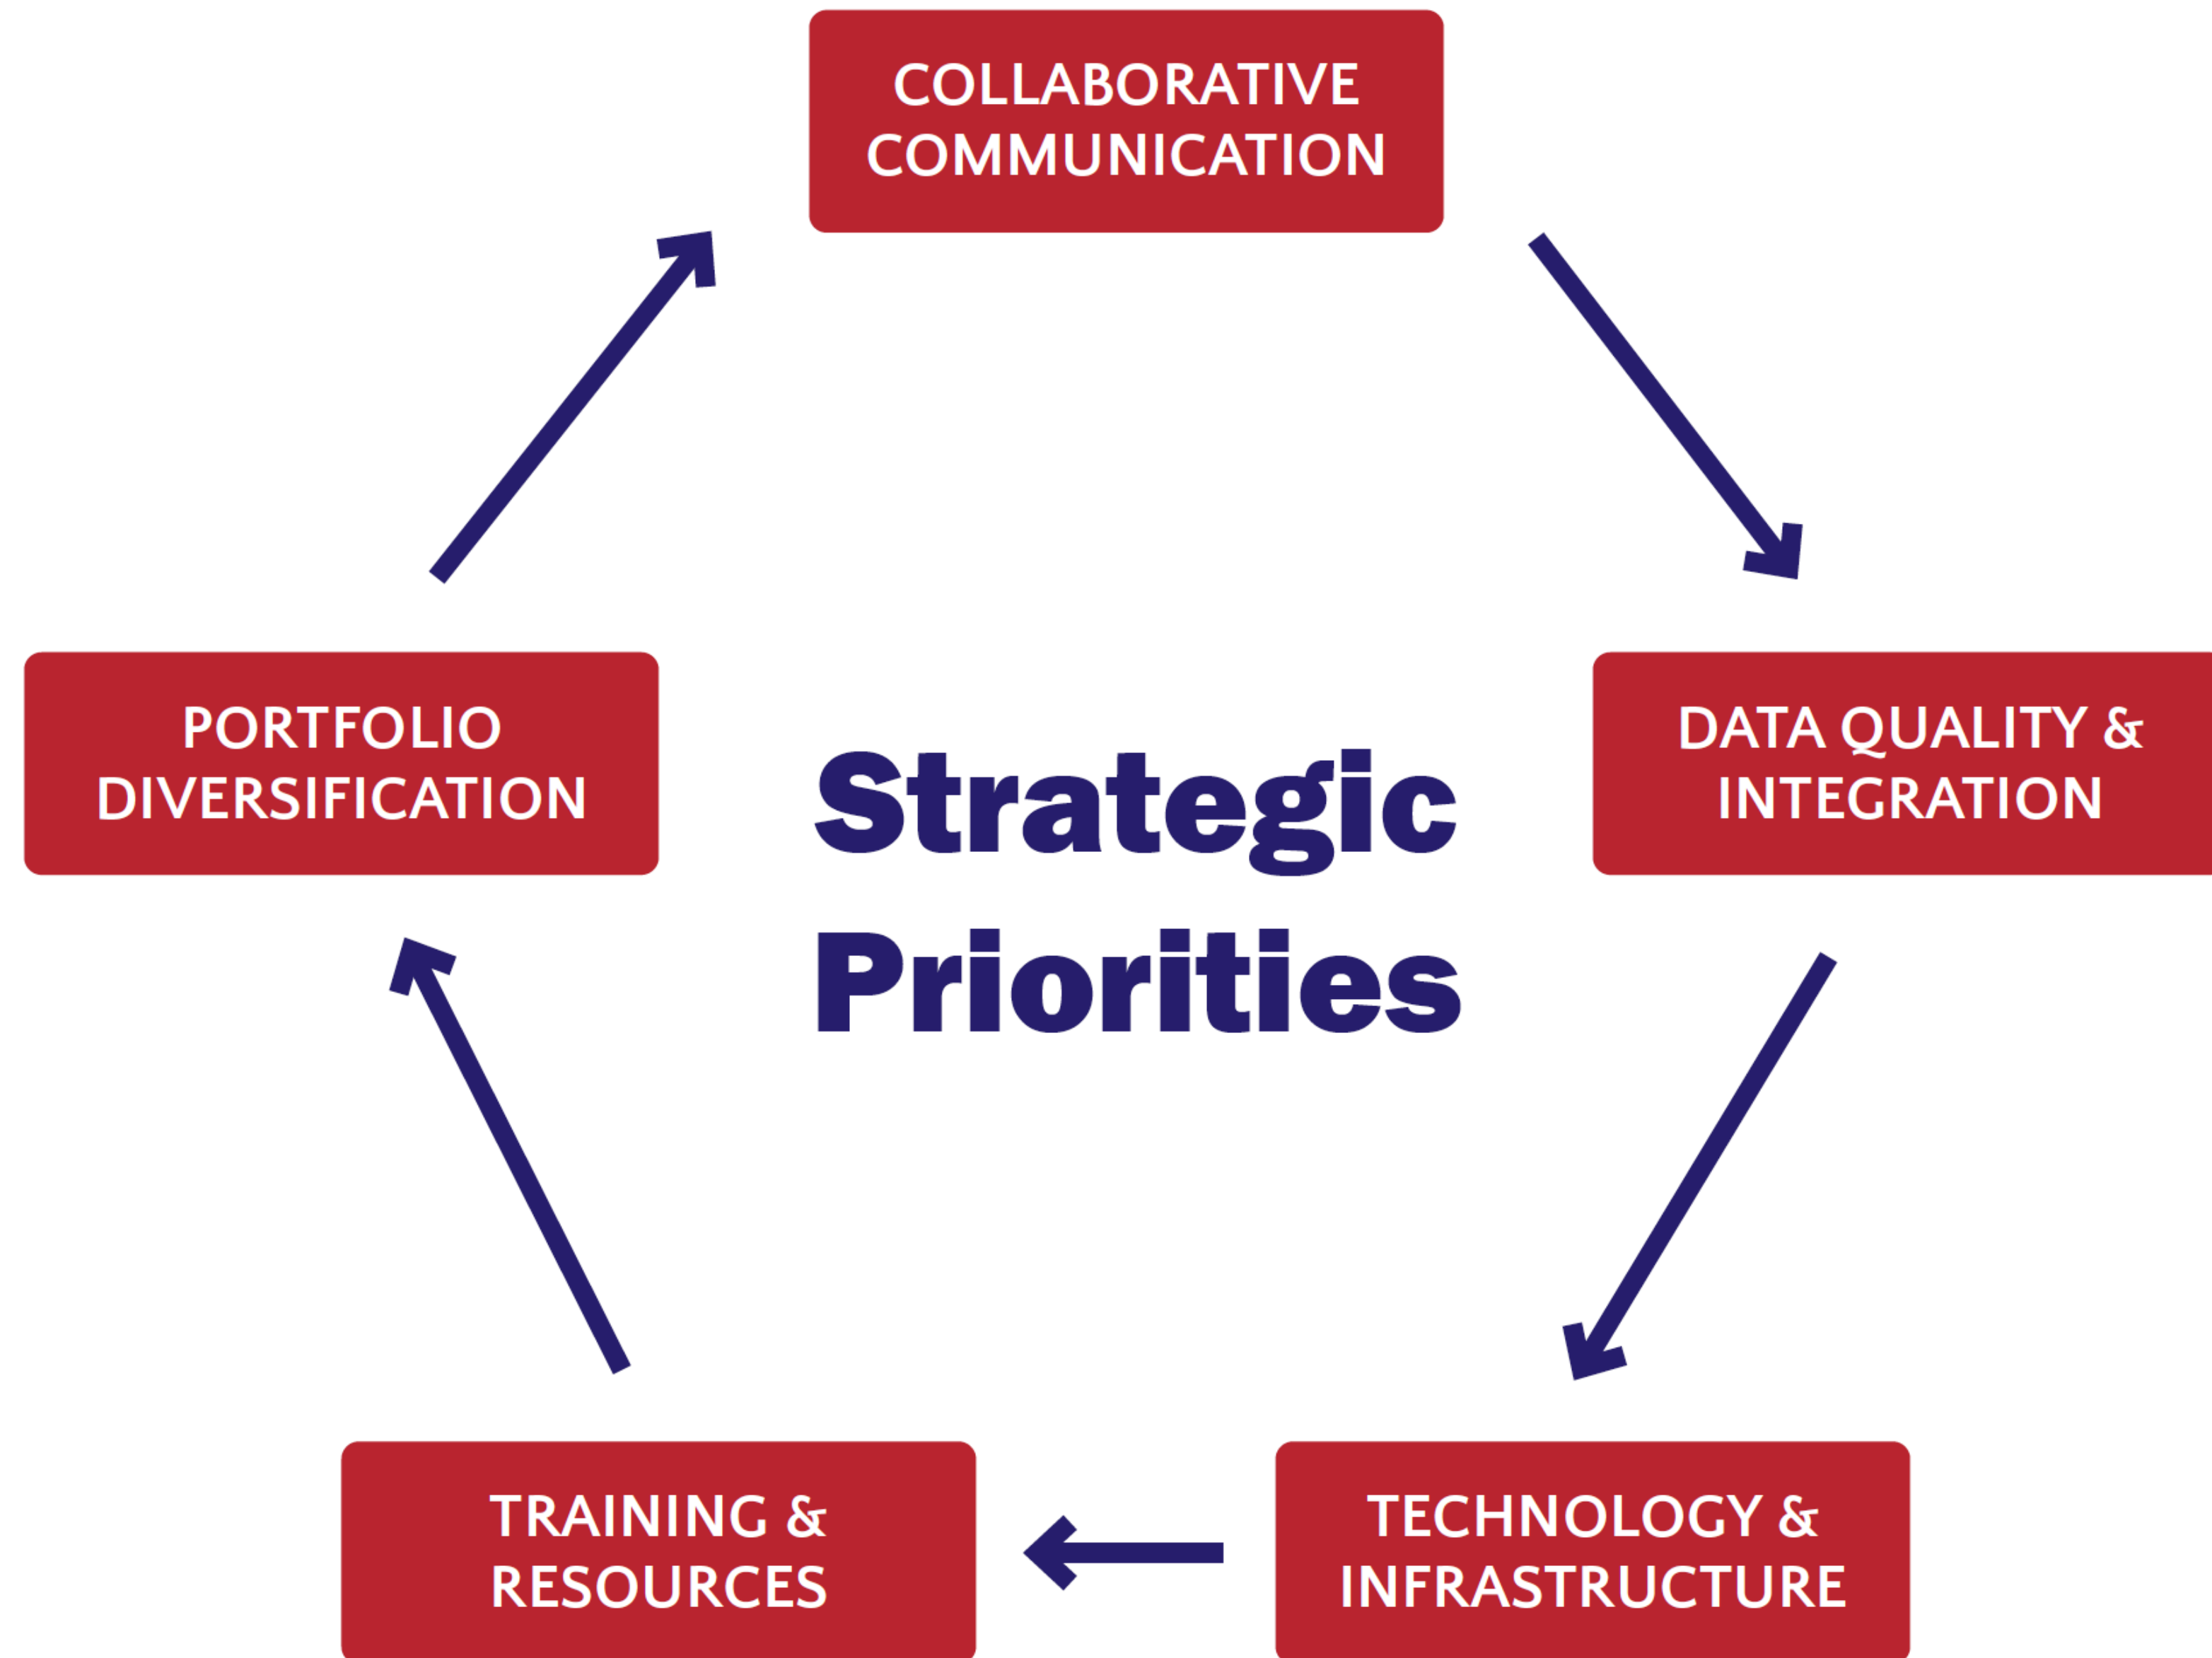 COLLABORATIVE
COMMUNICATION
PORTFOLIO
DIVERSIFICATION
Strategic
Priorities
DATA QUALITY &
INTEGRATION
TRAINING &
RESOURCES
TECHNOLOGY &
INFRASTRUCTURE